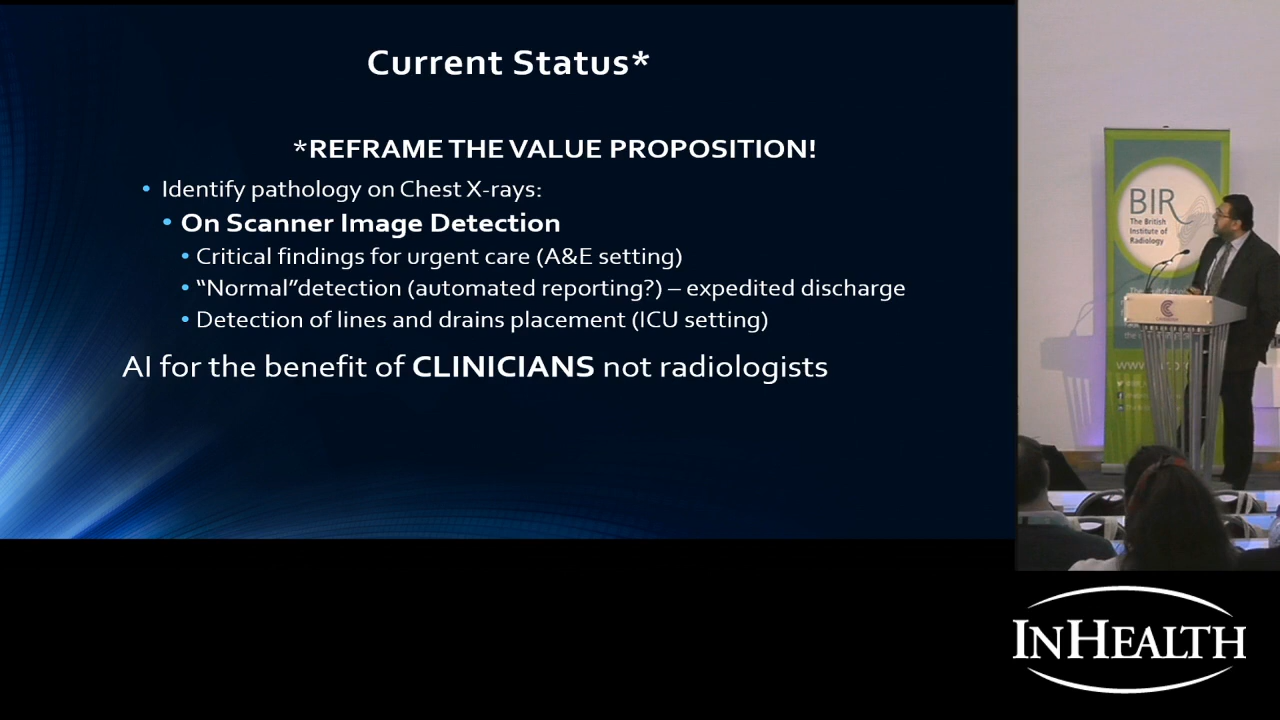 Current Status*
*REFRAME THE VALUE PROPOSITION!
• Identify pathology on Chest X-rays:
• On Scanner Image Detection
• Critical findings for urgent care (A&E setting)
• “Normal”detection (automated reporting?) – expedited discharge
• Detection of lines and drains placement (ICU setting)
AI for the benefit of CLINICIANS not radiologists
BIR
The British
Institute of
Radiology
INHEALTH